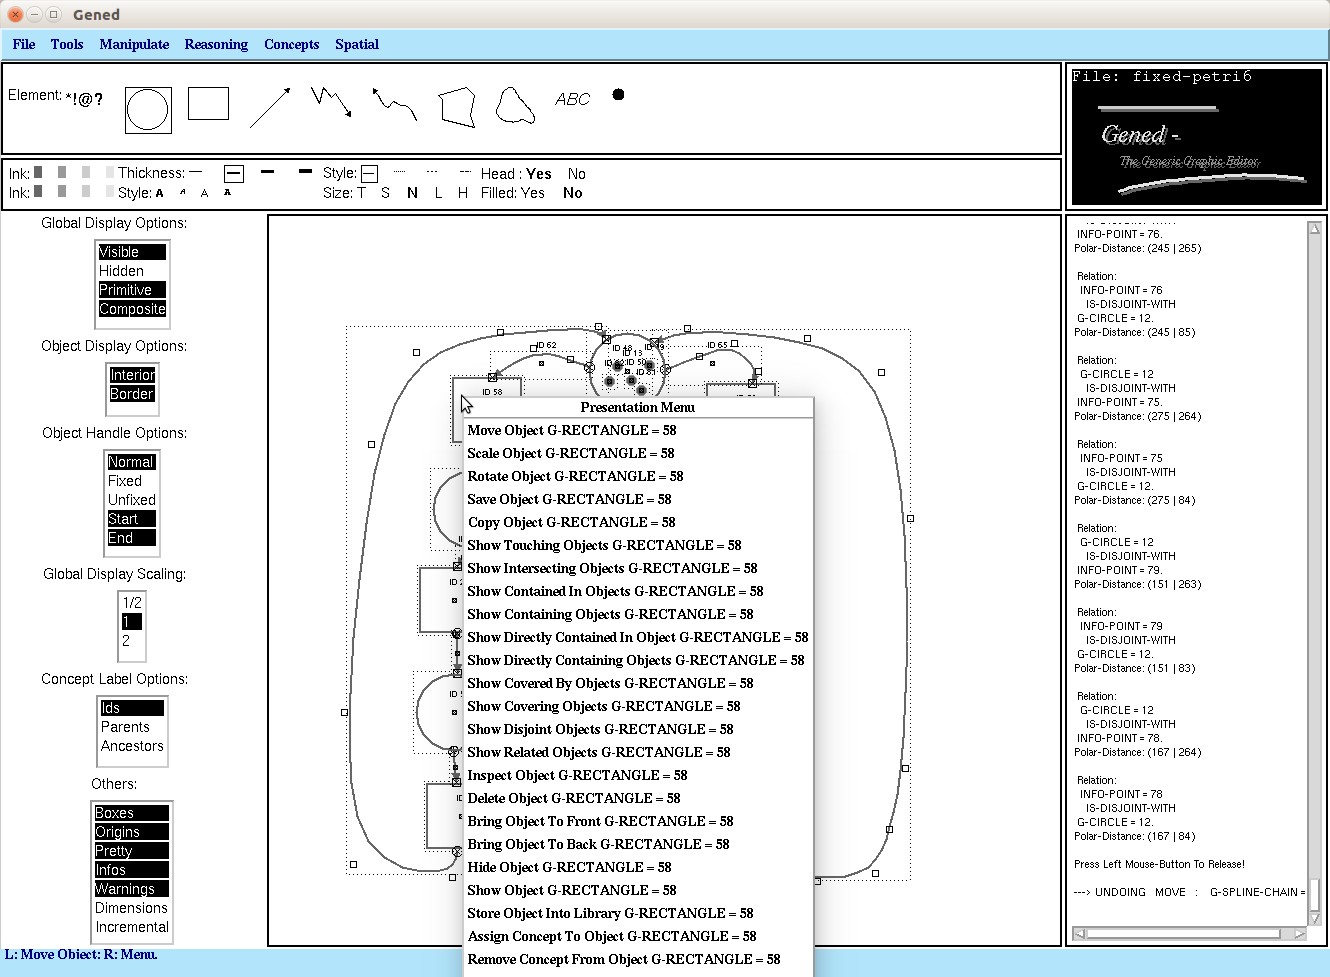 Gened
File Tools Manipulate Reasoning Concepts Spatial
Element: *!@? ABC
File: fixed-petri6
Gened -
The Generic Graphic Editor
Ink: Thickness: Style: Head : Yes No
Ink: Style: A A A A Size: T S N L H Filled: Yes No
Global Display Options:
Visible
Hidden
Primitive
Composite
Object Display Options:
Interior
Border
Object Handle Options:
Normal
Fixed
Unfixed
Start
End
Global Display Scaling:
1/2
1
2
Concept Label Options:
Ids
Parents
Ancestors
Others:
Boxes
Origins
Pretty
Infos
Warnings
Dimensions
Incremental
ID 62
ID 13
ID 50
ID 65
ID 58
Presentation Menu
Move Object G-RECTANGLE = 58
Scale Object G-RECTANGLE = 58
Rotate Object G-RECTANGLE = 58
Save Object G-RECTANGLE = 58
Copy Object G-RECTANGLE = 58
Show Touching Objects G-RECTANGLE = 58
Show Intersecting Objects G-RECTANGLE = 58
Show Contained In Objects G-RECTANGLE = 58
Show Containing Objects G-RECTANGLE = 58
Show Directly Contained In Object G-RECTANGLE = 58
Show Directly Containing Objects G-RECTANGLE = 58
Show Covered By Objects G-RECTANGLE = 58
Show Covering Objects G-RECTANGLE = 58
Show Disjoint Objects G-RECTANGLE = 58
Show Related Objects G-RECTANGLE = 58
Inspect Object G-RECTANGLE = 58
Delete Object G-RECTANGLE = 58
Bring Object To Front G-RECTANGLE = 58
Bring Object To Back G-RECTANGLE = 58
Hide Object G-RECTANGLE = 58
Show Object G-RECTANGLE = 58
Store Object Into Library G-RECTANGLE = 58
Assign Concept To Object G-RECTANGLE = 58
Remove Concept From Object G-RECTANGLE = 58
IS-DISJOINT-WITH
INFO-POINT = 76.
Polar-Distance: (245 | 265)
Relation:
INFO-POINT = 76
IS-DISJOINT-WITH
G-CIRCLE = 12.
Polar-Distance: (245 | 85)
Relation:
G-CIRCLE = 12
IS-DISJOINT-WITH
INFO-POINT = 75.
Polar-Distance: (275 | 264)
Relation:
INFO-POINT = 75
IS-DISJOINT-WITH
G-CIRCLE = 12.
Polar-Distance: (275 | 84)
Relation:
G-CIRCLE = 12
IS-DISJOINT-WITH
INFO-POINT = 79.
Polar-Distance: (151 | 263)
Relation:
INFO-POINT = 79
IS-DISJOINT-WITH
G-CIRCLE = 12.
Polar-Distance: (151 | 83)
Relation:
G-CIRCLE = 12
IS-DISJOINT-WITH
INFO-POINT = 78.
Polar-Distance: (167 | 264)
Relation:
INFO-POINT = 78
IS-DISJOINT-WITH
G-CIRCLE = 12.
Polar-Distance: (167 | 84)
Press Left Mouse-Button To Release!
---> UNDOING MOVE : G-SPLINE-CHAIN =
L: Move Object; R: Menu.